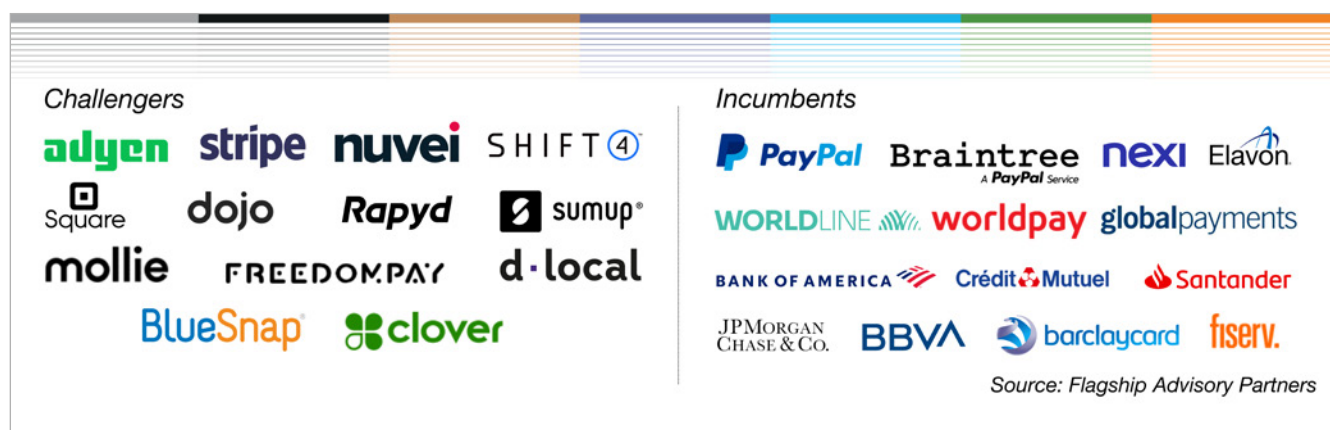 Challengers
adyen stripe nuvei SHIFT 4™
Square dojo Rapyd sumup®
mollie FREEDOMPAY d·local
BlueSnap® clover
Incumbents
PayPal Braintree nexi Elavon
A PayPal Service
WORLDLINE worldpay globalpayments
BANK OF AMERICA Crédit Mutuel Santander
JPMORGAN
CHASE & CO. BBVA barclaycard fiserv.
Source: Flagship Advisory Partners